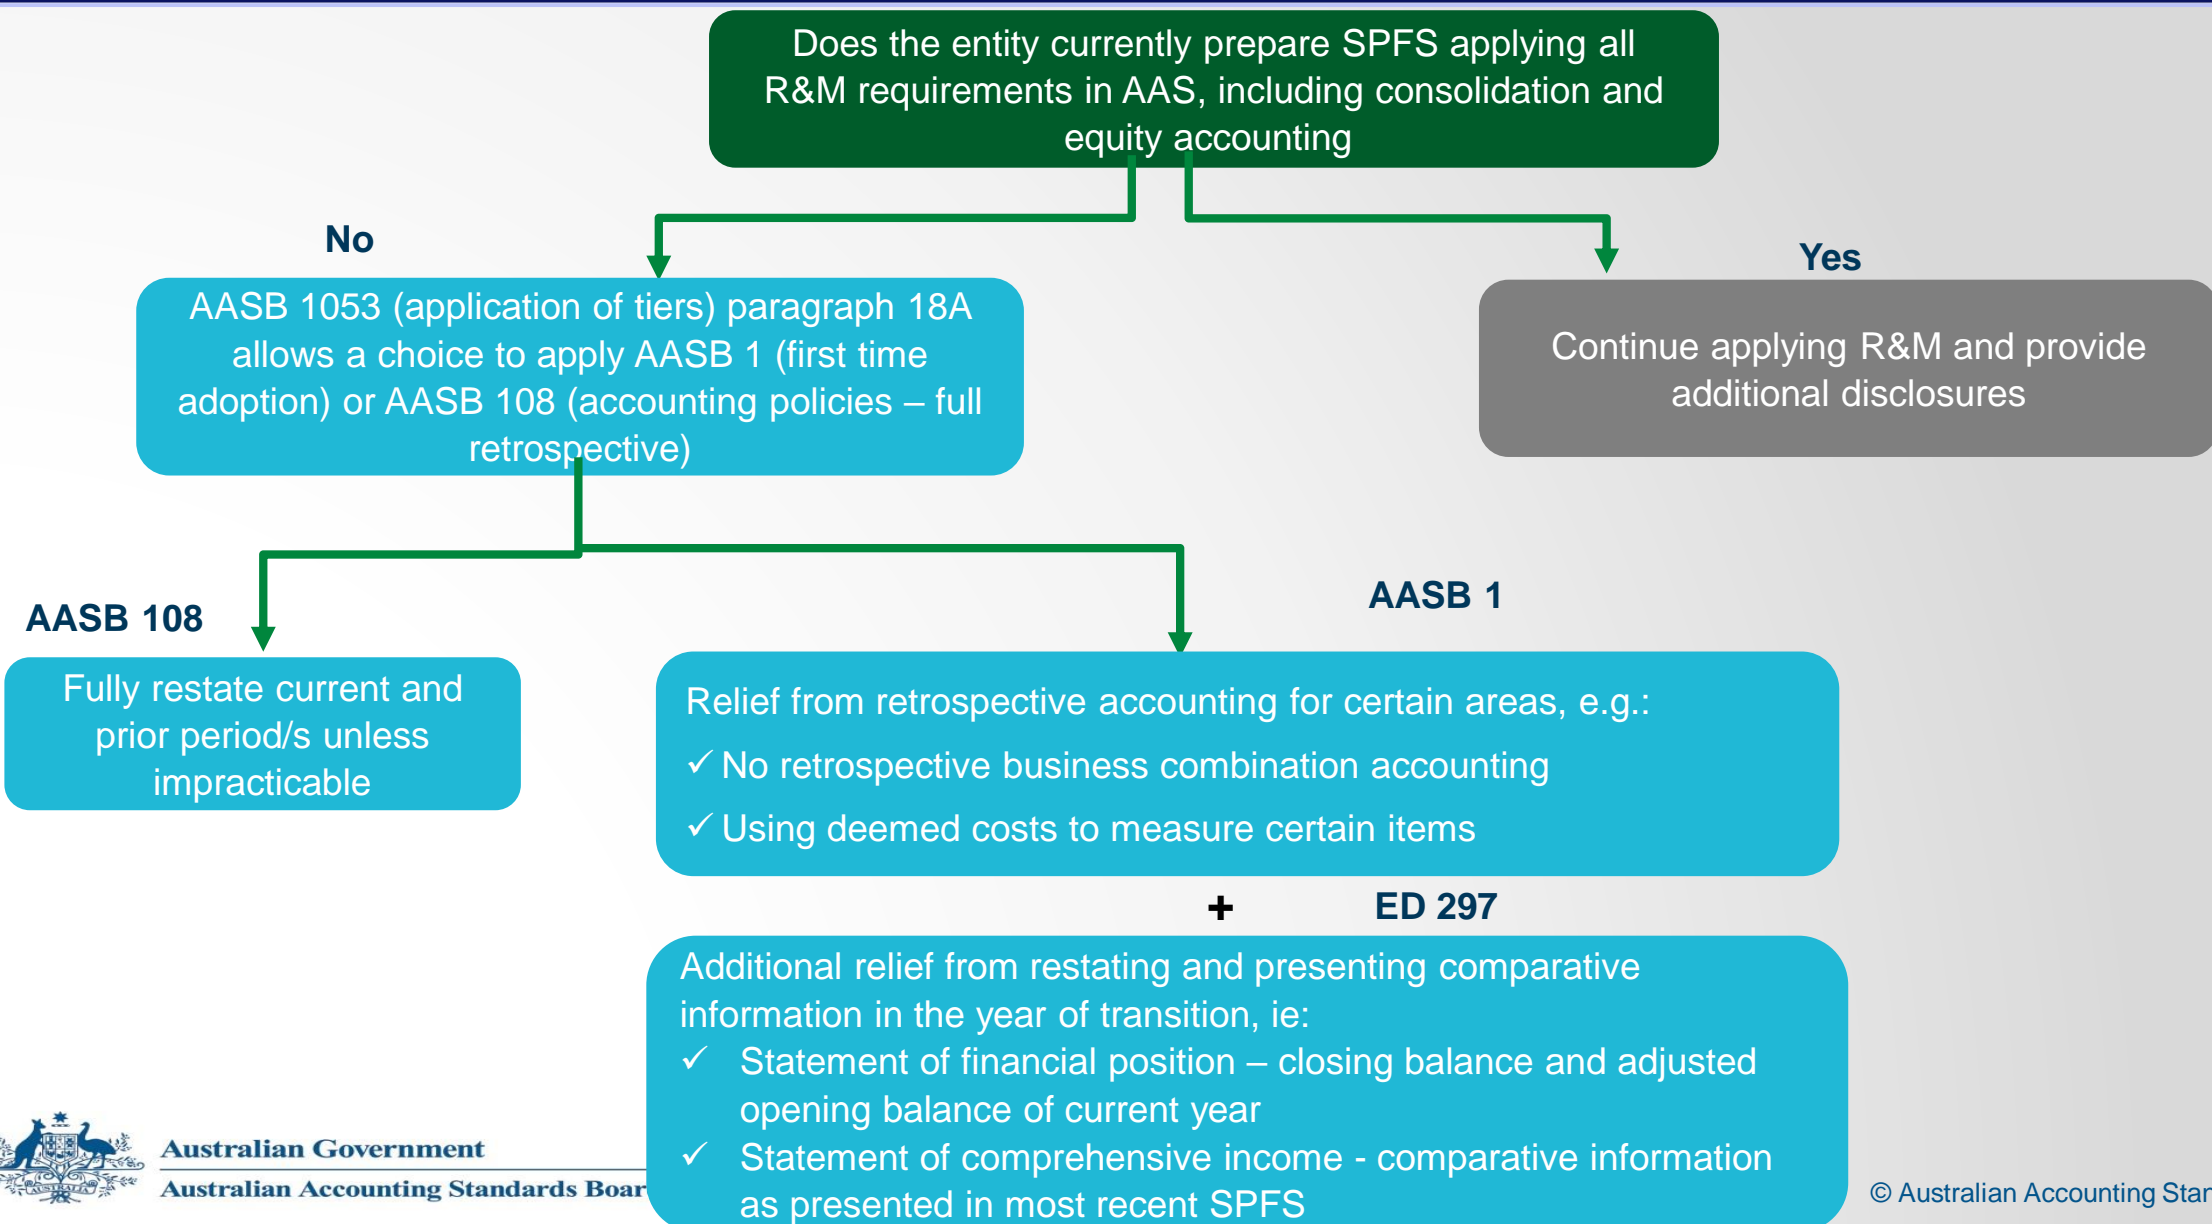 Does the entity currently prepare SPFS applying all
R&M requirements in AAS, including consolidation and
equity accounting
No
Yes
AASB 1053 (application of tiers) paragraph 18A
allows a choice to apply AASB 1 (first time
adoption) or AASB 108 (accounting policies – full
retrospective)
Continue applying R&M and provide
additional disclosures
AASB 108
AASB 1
Fully restate current and
prior period/s unless
impracticable
Relief from retrospective accounting for certain areas, e.g.:
✓ No retrospective business combination accounting
✓ Using deemed costs to measure certain items
+ ED 297
Additional relief from restating and presenting comparative
information in the year of transition, ie:
✓ Statement of financial position – closing balance and adjusted
opening balance of current year
✓ Statement of comprehensive income - comparative information
as presented in most recent SPFS
Australian Government
Australian Accounting Standards Boar
© Australian Accounting Stan